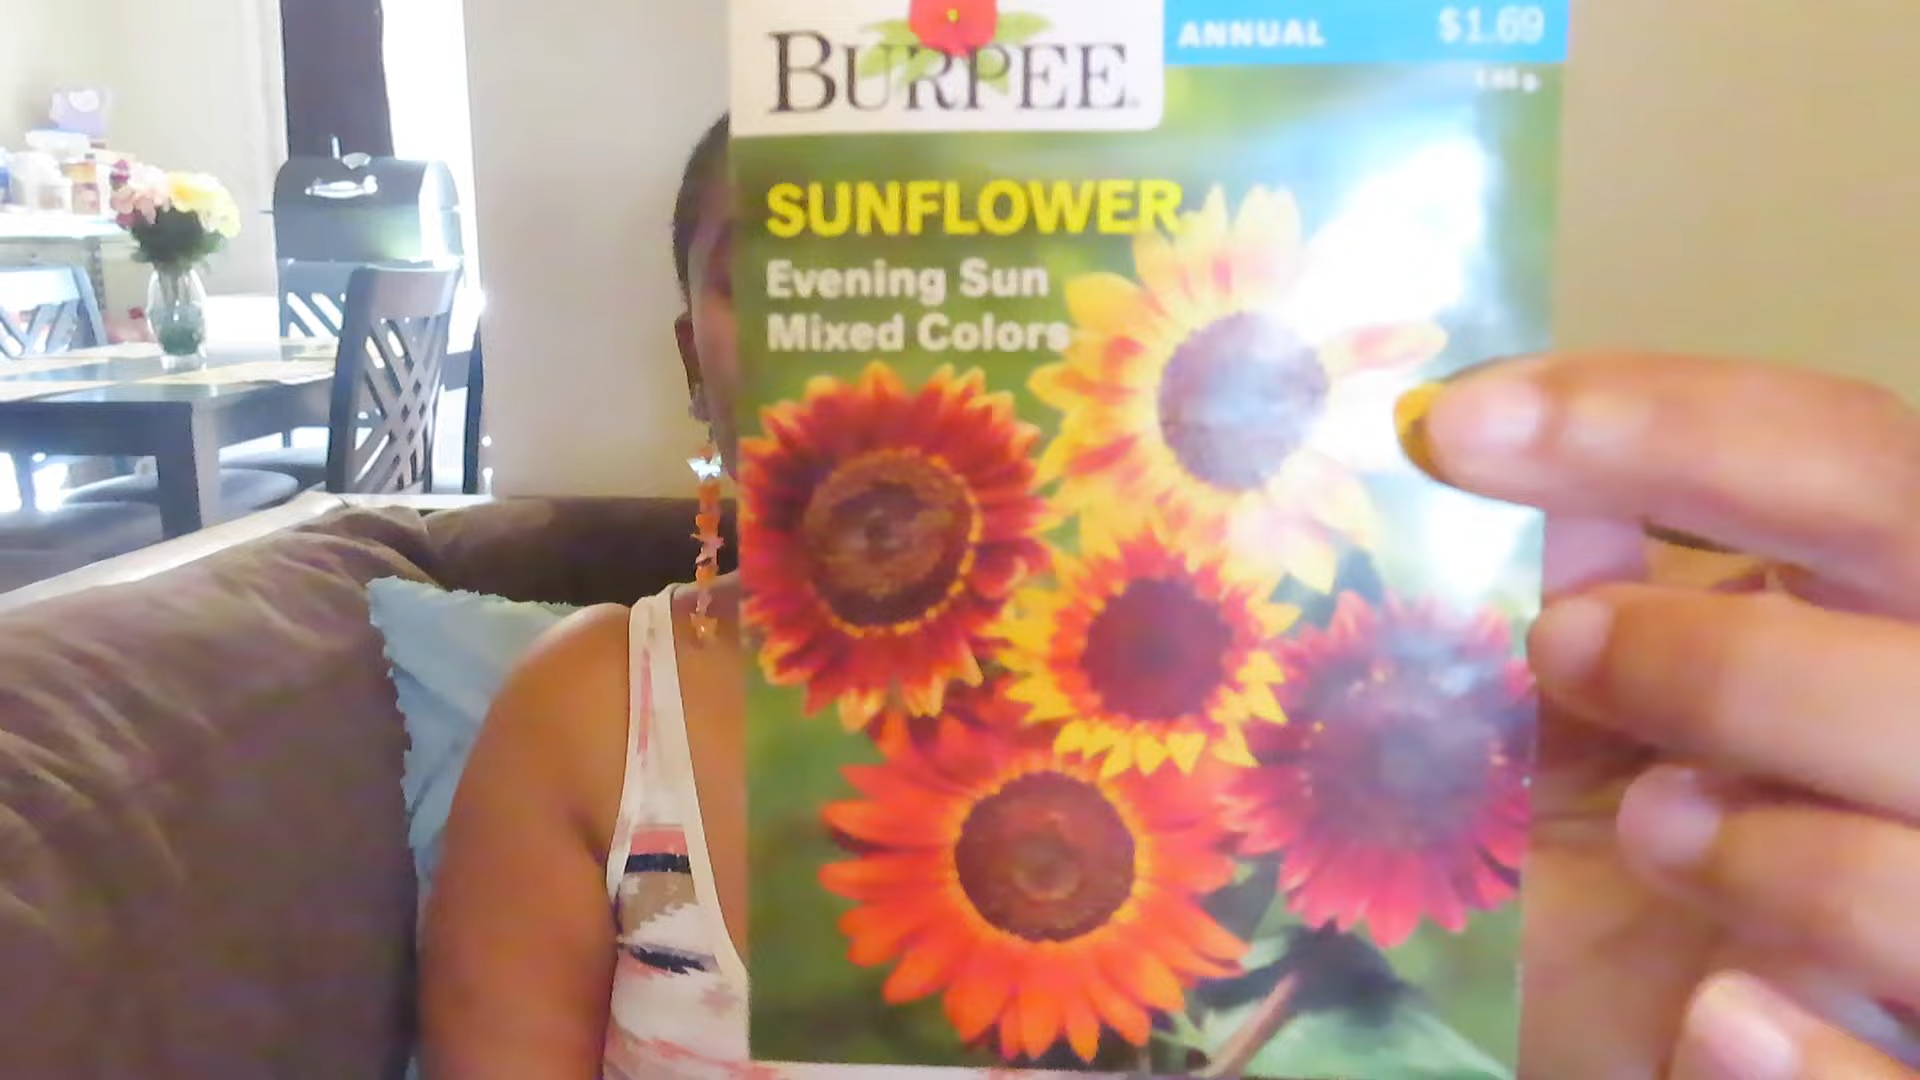 BURPEE
ANNUAL $1.69
SUNFLOWER
Evening Sun
Mixed Colors